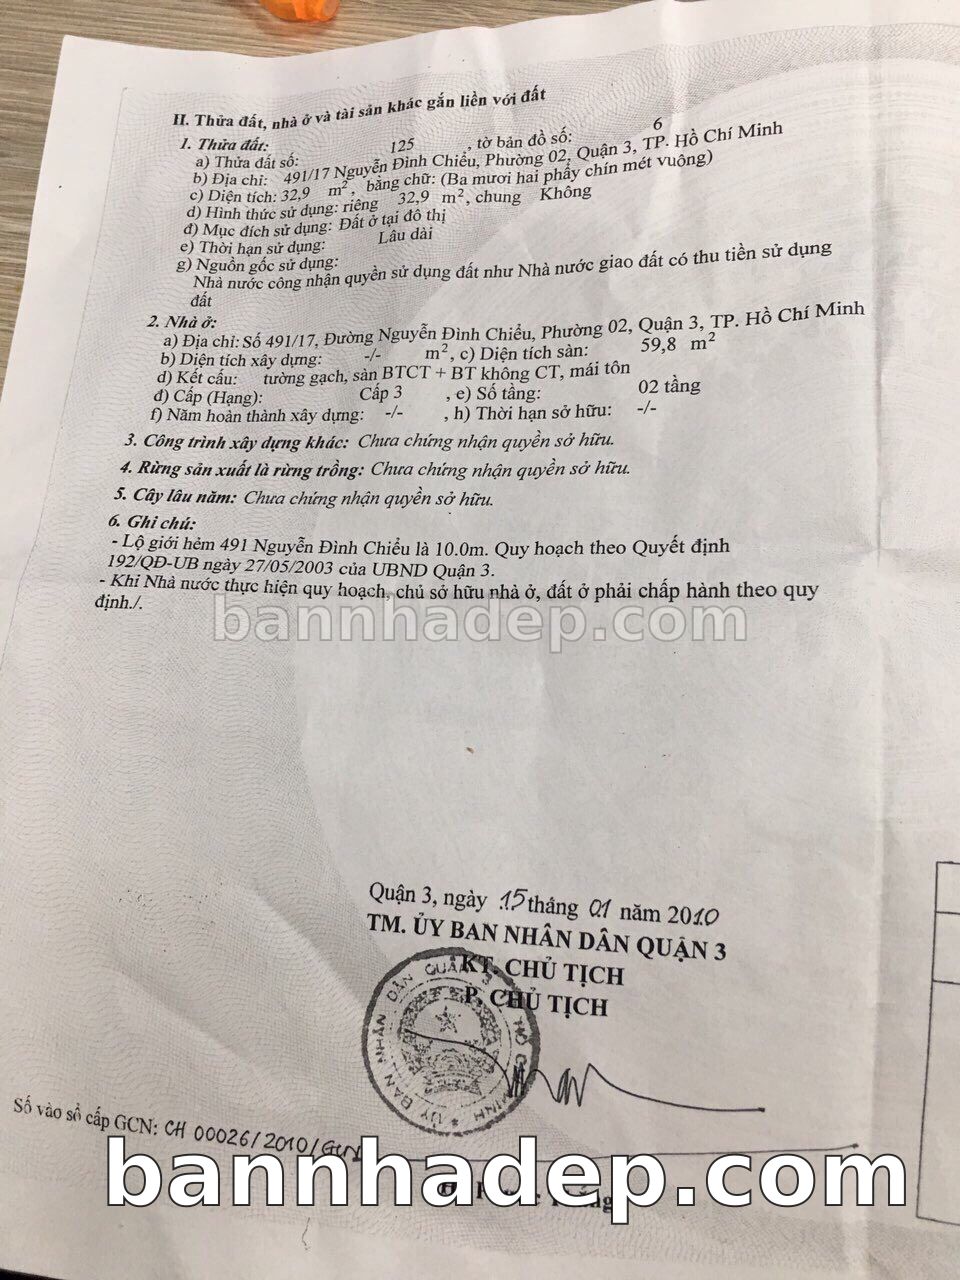 II. Thửa đất, nhà ở và tài sản khác gắn liền với đất
1. Thửa đất:
a) Thửa đất số: 125 , tờ bản đồ số: 6
b) Địa chỉ: 491/17 Nguyễn Đình Chiểu, Phường 02, Quận 3, TP. Hồ Chí Minh
c) Diện tích: 32,9 m², bằng chữ: (Ba mươi hai phẩy chín mét vuông)
d) Hình thức sử dụng: riêng 32,9 m², chung Không
đ) Mục đích sử dụng: Đất ở tại đô thị
e) Thời hạn sử dụng: Lâu dài
g) Nguồn gốc sử dụng:
Nhà nước công nhận quyền sử dụng đất như Nhà nước giao đất có thu tiền sử dụng
đất
2. Nhà ở:
a) Địa chỉ: Số 491/17, Đường Nguyễn Đình Chiểu, Phường 02, Quận 3, TP. Hồ Chí Minh
b) Diện tích xây dựng: -/- m², c) Diện tích sàn: 59,8 m²
d) Kết cấu: tường gạch, sàn BTCT + BT không CT, mái tôn
đ) Cấp (Hạng): Cấp 3 , e) Số tầng: 02 tầng
f) Năm hoàn thành xây dựng: -/- , h) Thời hạn sở hữu: -/-
3. Công trình xây dựng khác: Chưa chứng nhận quyền sở hữu.
4. Rừng sản xuất là rừng trồng: Chưa chứng nhận quyền sở hữu.
5. Cây lâu năm: Chưa chứng nhận quyền sở hữu.
6. Ghi chú:
- Lộ giới hẻm 491 Nguyễn Đình Chiểu là 10.0m. Quy hoạch theo Quyết định
192/QĐ-UB ngày 27/05/2003 của UBND Quận 3.
- Khi Nhà nước thực hiện quy hoạch, chủ sở hữu nhà ở, đất ở phải chấp hành theo quy
định./.
bannhadep.com
Quận 3, ngày 15 tháng 01 năm 2010
TM. ỦY BAN NHÂN DÂN QUẬN 3
KT. CHỦ TỊCH
P. CHỦ TỊCH
ỦY BAN NHÂN DÂN QUẬN 3 * HỒ CHÍ MINH
Số vào sổ cấp GCN: CH 00026/2010/GCN
bannhadep.com